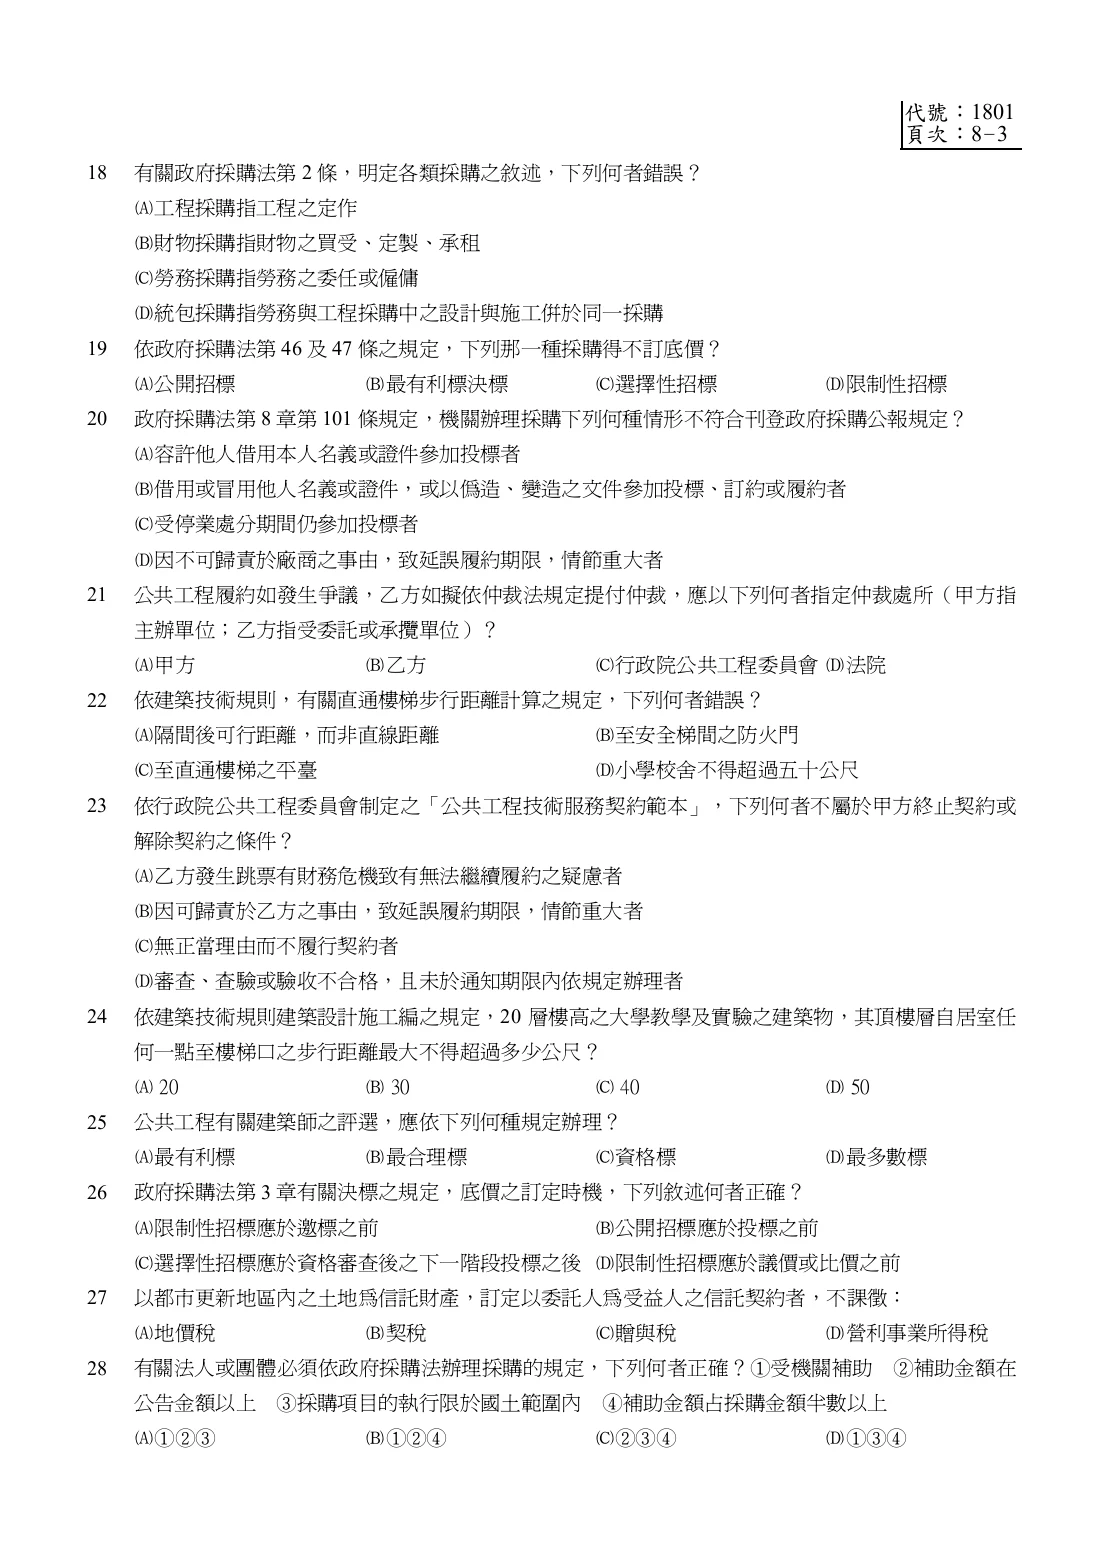 代號：1801
頁次：8－3
18 有關政府採購法第 2 條，明定各類採購之敘述，下列何者錯誤？
(A)工程採購指工程之定作
(B)財物採購指財物之買受、定製、承租
(C)勞務採購指勞務之委任或僱傭
(D)統包採購指勞務與工程採購中之設計與施工併於同一採購
19 依政府採購法第 46 及 47 條之規定，下列那一種採購得不訂底價？
(A)公開招標 (B)最有利標決標 (C)選擇性招標 (D)限制性招標
20 政府採購法第 8 章第 101 條規定，機關辦理採購下列何種情形不符合刊登政府採購公報規定？
(A)容許他人借用本人名義或證件參加投標者
(B)借用或冒用他人名義或證件，或以偽造、變造之文件參加投標、訂約或履約者
(C)受停業處分期間仍參加投標者
(D)因不可歸責於廠商之事由，致延誤履約期限，情節重大者
21 公共工程履約如發生爭議，乙方如擬依仲裁法規定提付仲裁，應以下列何者指定仲裁處所（甲方指
主辦單位；乙方指受委託或承攬單位）？
(A)甲方 (B)乙方 (C)行政院公共工程委員會 (D)法院
22 依建築技術規則，有關直通樓梯步行距離計算之規定，下列何者錯誤？
(A)隔間後可行距離，而非直線距離 (B)至安全梯間之防火門
(C)至直通樓梯之平臺 (D)小學校舍不得超過五十公尺
23 依行政院公共工程委員會制定之「公共工程技術服務契約範本」，下列何者不屬於甲方終止契約或
解除契約之條件？
(A)乙方發生跳票有財務危機致有無法繼續履約之疑慮者
(B)因可歸責於乙方之事由，致延誤履約期限，情節重大者
(C)無正當理由而不履行契約者
(D)審查、查驗或驗收不合格，且未於通知期限內依規定辦理者
24 依建築技術規則建築設計施工編之規定，20 層樓高之大學教學及實驗之建築物，其頂樓層自居室任
何一點至樓梯口之步行距離最大不得超過多少公尺？
(A) 20 (B) 30 (C) 40 (D) 50
25 公共工程有關建築師之評選，應依下列何種規定辦理？
(A)最有利標 (B)最合理標 (C)資格標 (D)最多數標
26 政府採購法第 3 章有關決標之規定，底價之訂定時機，下列敘述何者正確？
(A)限制性招標應於邀標之前 (B)公開招標應於投標之前
(C)選擇性招標應於資格審查後之下一階段投標之後 (D)限制性招標應於議價或比價之前
27 以都市更新地區內之土地為信託財產，訂定以委託人為受益人之信託契約者，不課徵：
(A)地價稅 (B)契稅 (C)贈與稅 (D)營利事業所得稅
28 有關法人或團體必須依政府採購法辦理採購的規定，下列何者正確？①受機關補助 ②補助金額在
公告金額以上 ③採購項目的執行限於國土範圍內 ④補助金額占採購金額半數以上
(A)①②③ (B)①②④ (C)②③④ (D)①③④